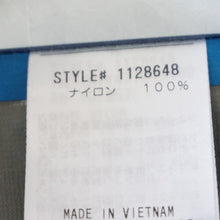 STYLE# 1128648
ナイロン 100%
MADE IN VIETNAM